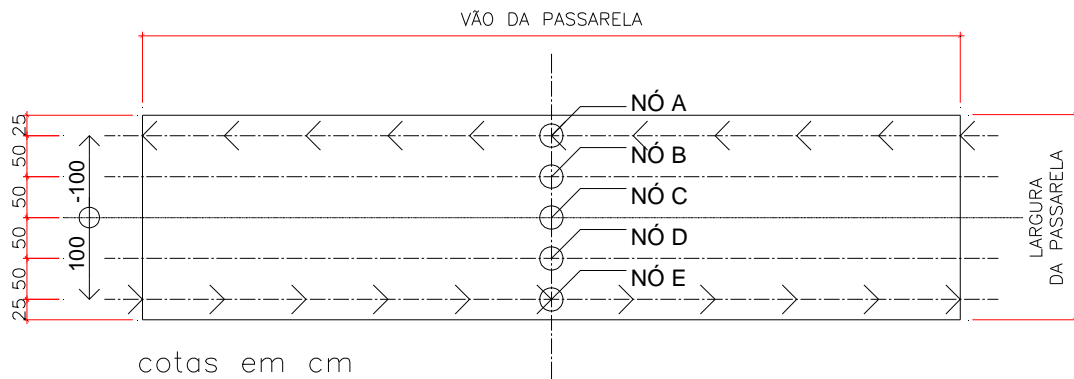 VÃO DA PASSARELA
NÓ A
NÓ B
NÓ C
NÓ D
NÓ E
25
50
50
50
50
25
-100
100
LARGURA
DA PASSARELA
cotas em cm